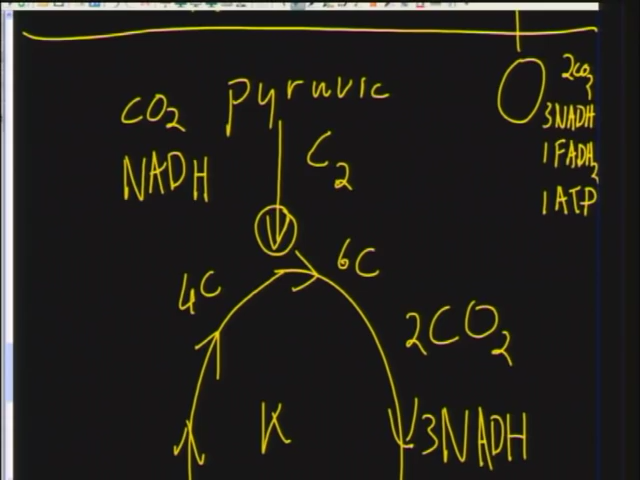 2CO2
3NADH
1FADH2
1ATP
CO2
NADH
pyruvic
C2
6C
4C
2CO2
K
3NADH